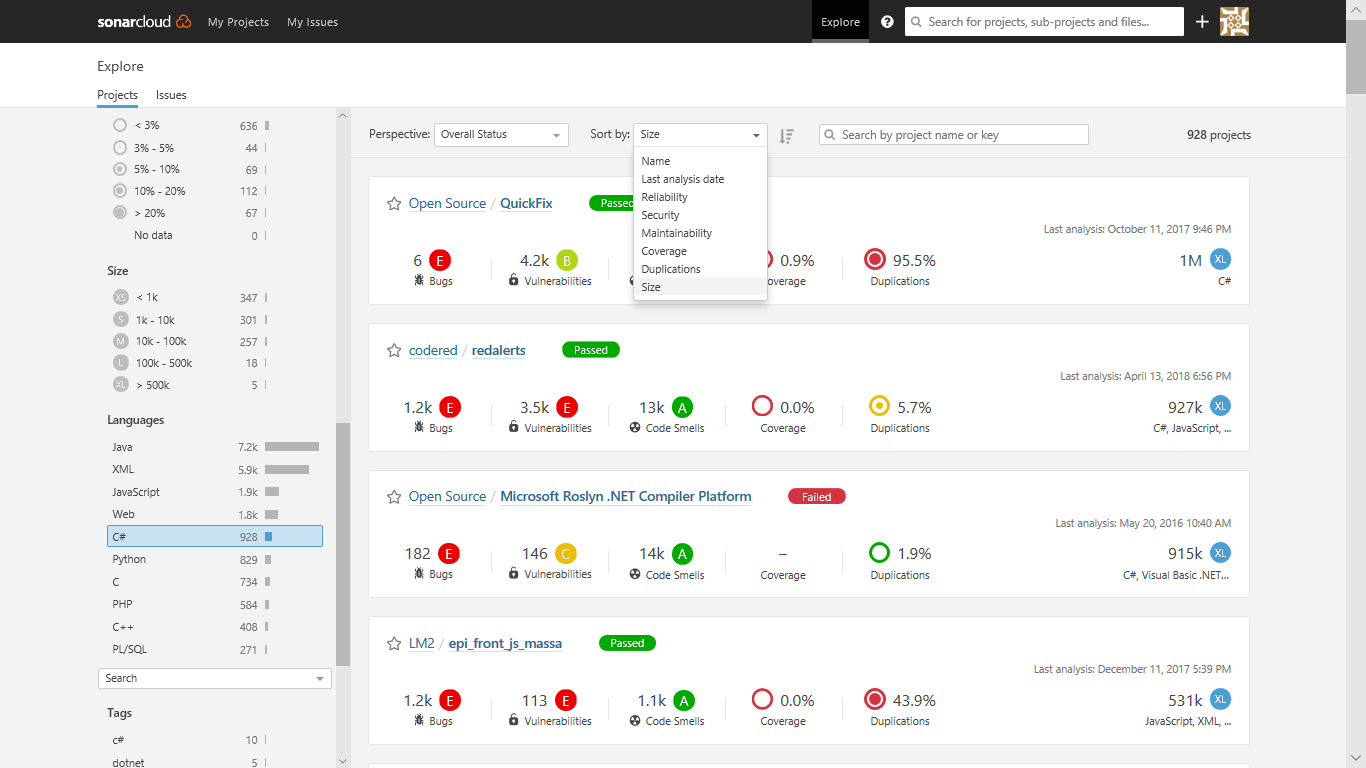 sonarcloud My Projects My Issues Explore ? Search for projects, sub-projects and files... +
Explore
Projects Issues
< 3% 636
3% - 5% 44
5% - 10% 69
10% - 20% 112
> 20% 67
No data 0
Size
XS < 1k 347
S 1k - 10k 301
M 10k - 100k 257
L 100k - 500k 18
XL > 500k 5
Languages
Java 7.2k
XML 5.9k
JavaScript 1.9k
Web 1.8k
C# 928
Python 829
C 734
PHP 584
C++ 408
PL/SQL 271
Search
Tags
c# 10
dotnet 5
Perspective: Overall Status Sort by: Size Search by project name or key 928 projects
Name
Last analysis date
Reliability
Security
Maintainability
Coverage
Duplications
Size
Open Source / QuickFix Passed
Last analysis: October 11, 2017 9:46 PM
6 E 4.2k B 0.9% 95.5% 1M XL
Bugs Vulnerabilities overage Duplications C#
codered / redalerts Passed
Last analysis: April 13, 2018 6:56 PM
1.2k E 3.5k E 13k A 0.0% 5.7% 927k XL
Bugs Vulnerabilities Code Smells Coverage Duplications C#, JavaScript, ...
Open Source / Microsoft Roslyn .NET Compiler Platform Failed
Last analysis: May 20, 2016 10:40 AM
182 E 146 C 14k A – 1.9% 915k XL
Bugs Vulnerabilities Code Smells Coverage Duplications C#, Visual Basic .NET...
LM2 / epi_front_js_massa Passed
Last analysis: December 11, 2017 5:39 PM
1.2k E 113 E 1.1k A 0.0% 43.9% 531k XL
Bugs Vulnerabilities Code Smells Coverage Duplications JavaScript, XML, ...